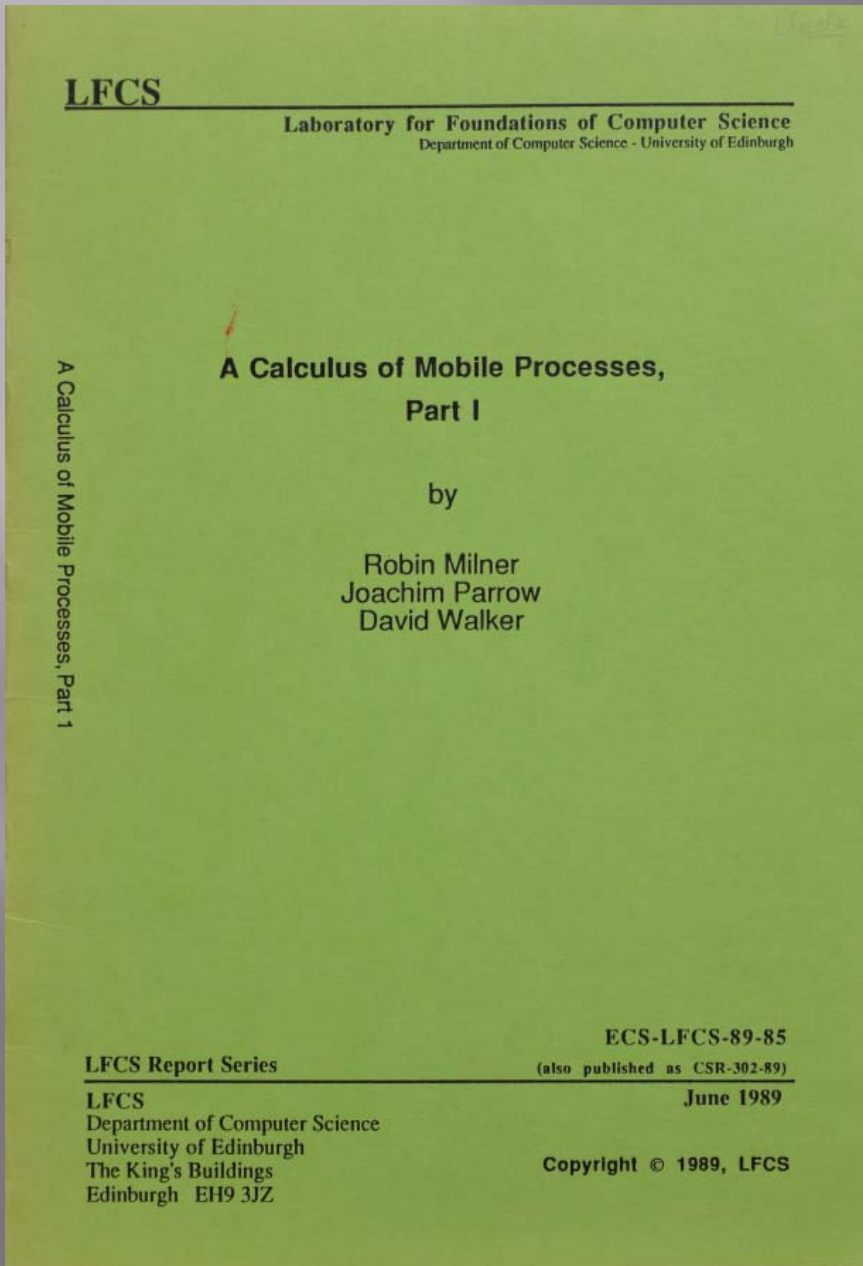 LFCS
Laboratory for Foundations of Computer Science
Department of Computer Science - University of Edinburgh
A Calculus of Mobile Processes,
Part I
by
Robin Milner
Joachim Parrow
David Walker
A Calculus of Mobile Processes, Part 1
ECS-LFCS-89-85
LFCS Report Series
(also published as CSR-302-89)
LFCS
June 1989
Department of Computer Science
University of Edinburgh
The King's Buildings
Copyright © 1989, LFCS
Edinburgh EH9 3JZ